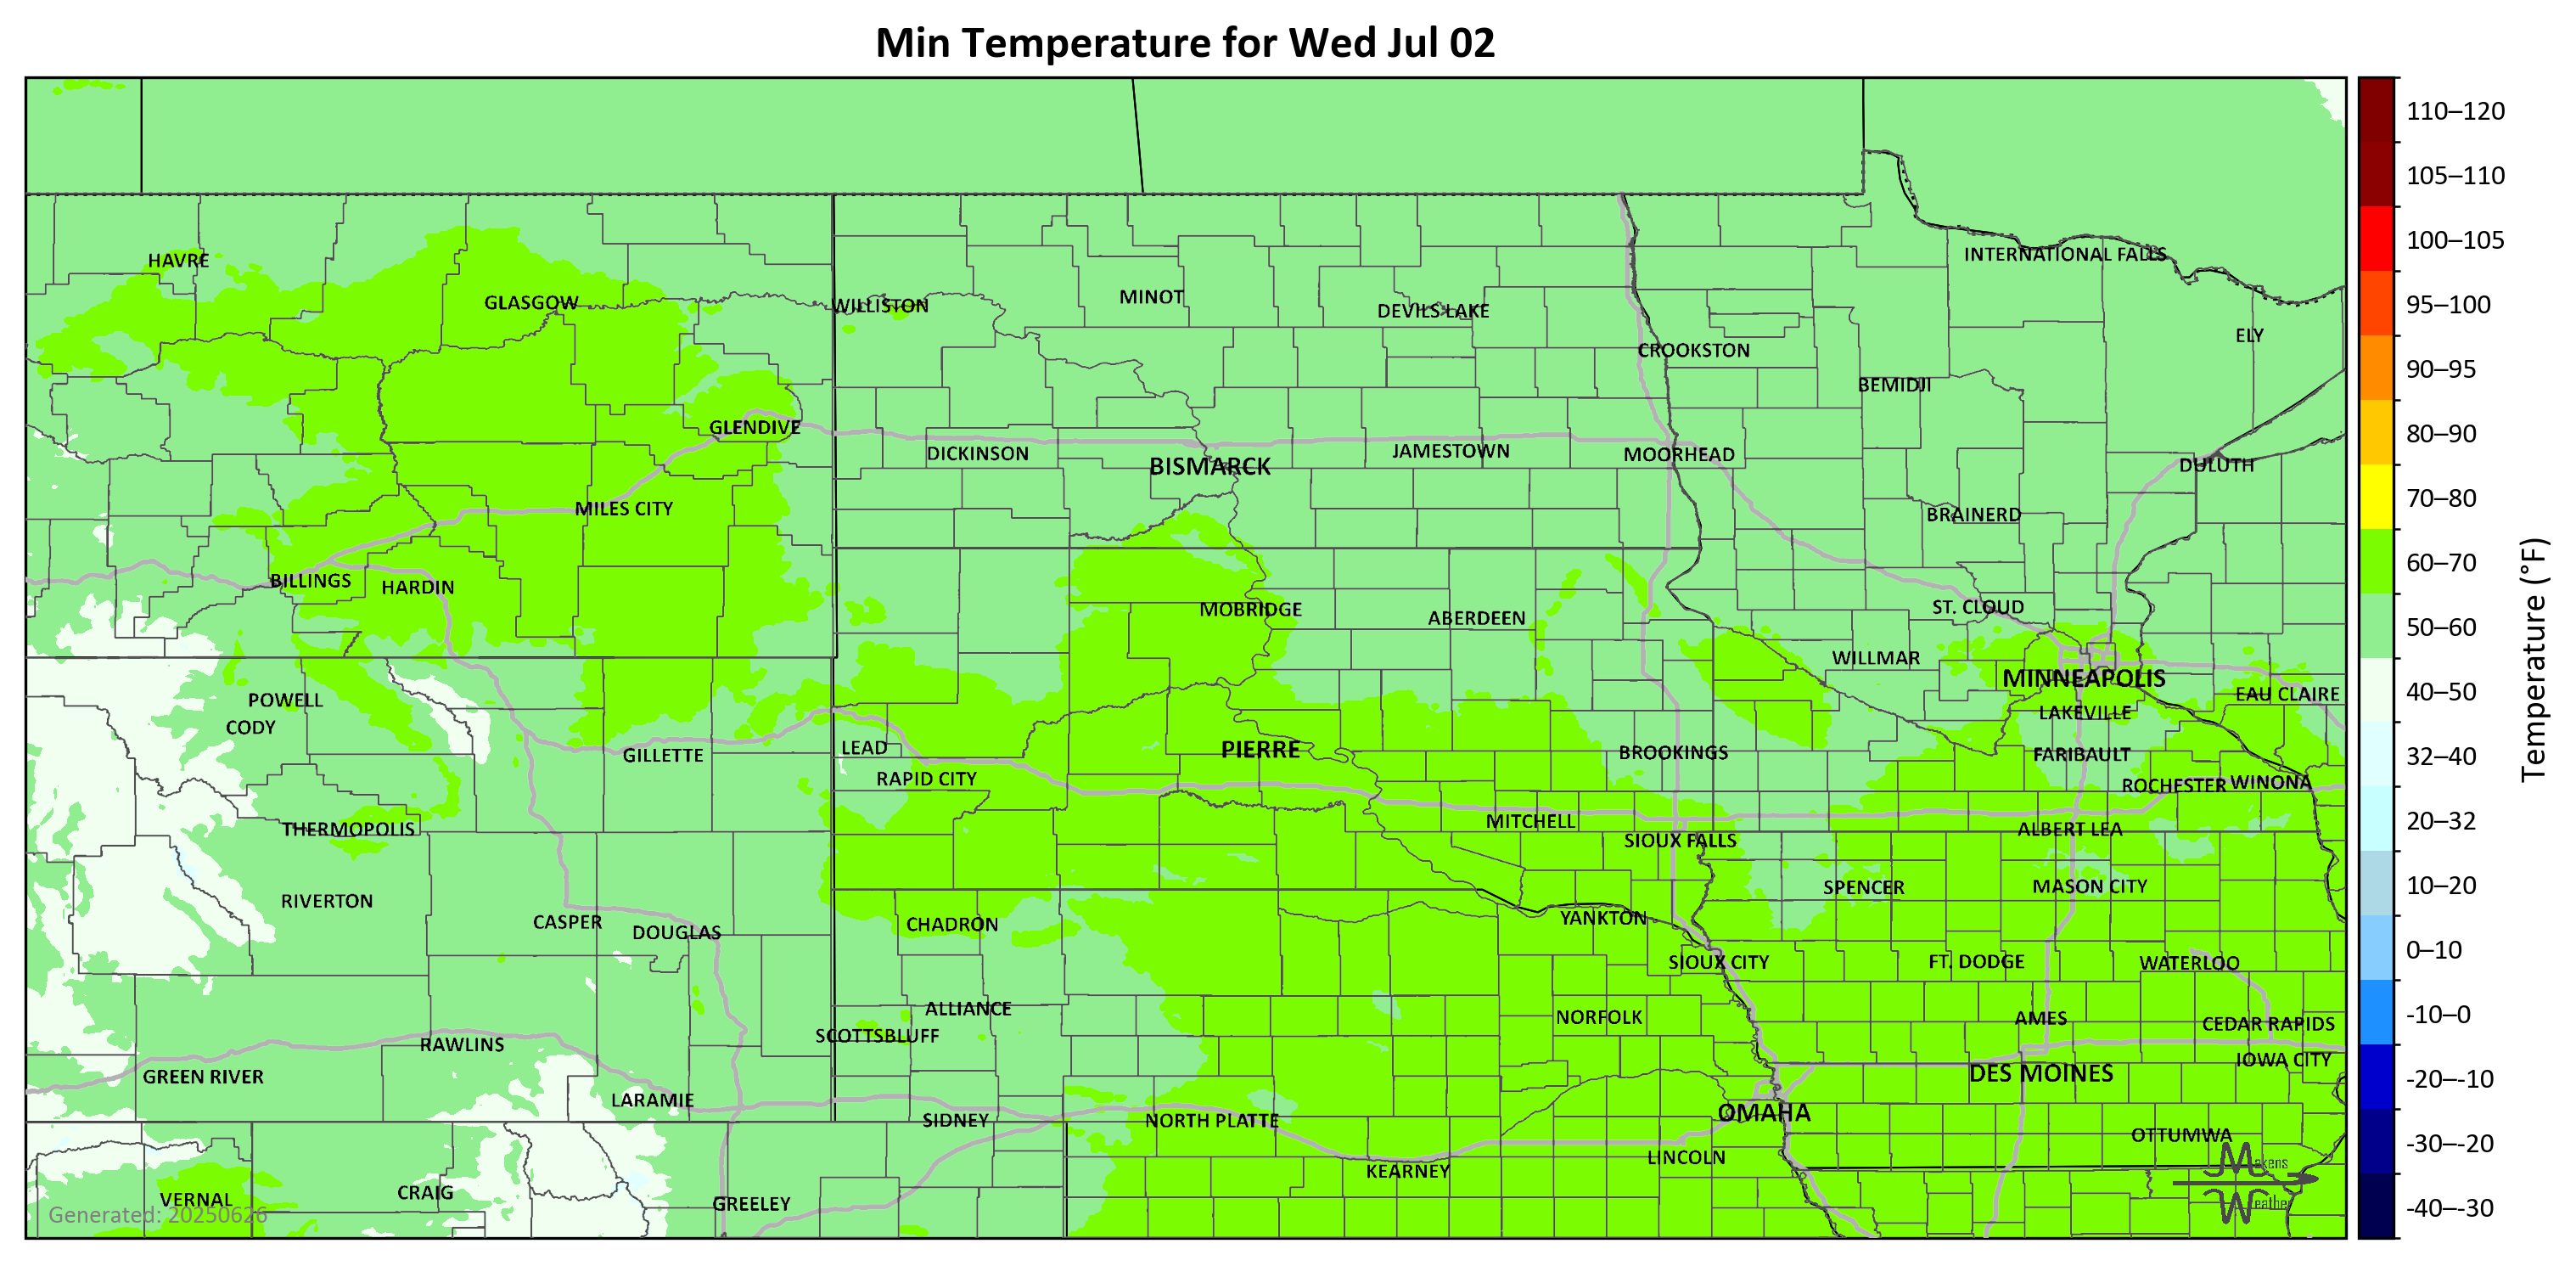 Min Temperature for Wed Jul 02
110–120
105–110
100–105
95–100
90–95
80–90
70–80
60–70
50–60
40–50
32–40
20–32
10–20
0–10
-10–0
-20–-10
-30–-20
-40–-30
Temperature (°F)
HAVRE
GLASGOW
WILLISTON
MINOT
DEVILS LAKE
INTERNATIONAL FALLS
ELY
CROOKSTON
BEMIDJI
GLENDIVE
DICKINSON
BISMARCK
JAMESTOWN
MOORHEAD
DULUTH
MILES CITY
BRAINERD
BILLINGS
HARDIN
MOBRIDGE
ABERDEEN
ST. CLOUD
WILLMAR
MINNEAPOLIS
EAU CLAIRE
POWELL
CODY
LAKEVILLE
GILLETTE
LEAD
PIERRE
BROOKINGS
FARIBAULT
RAPID CITY
ROCHESTER
WINONA
THERMOPOLIS
MITCHELL
SIOUX FALLS
ALBERT LEA
RIVERTON
SPENCER
MASON CITY
CASPER
DOUGLAS
CHADRON
YANKTON
SIOUX CITY
FT. DODGE
WATERLOO
ALLIANCE
NORFOLK
AMES
CEDAR RAPIDS
SCOTTSBLUFF
RAWLINS
IOWA CITY
GREEN RIVER
DES MOINES
LARAMIE
SIDNEY
NORTH PLATTE
OMAHA
OTTUMWA
LINCOLN
KEARNEY
VERNAL
CRAIG
GREELEY
Generated: 20250626
Makens
Weather